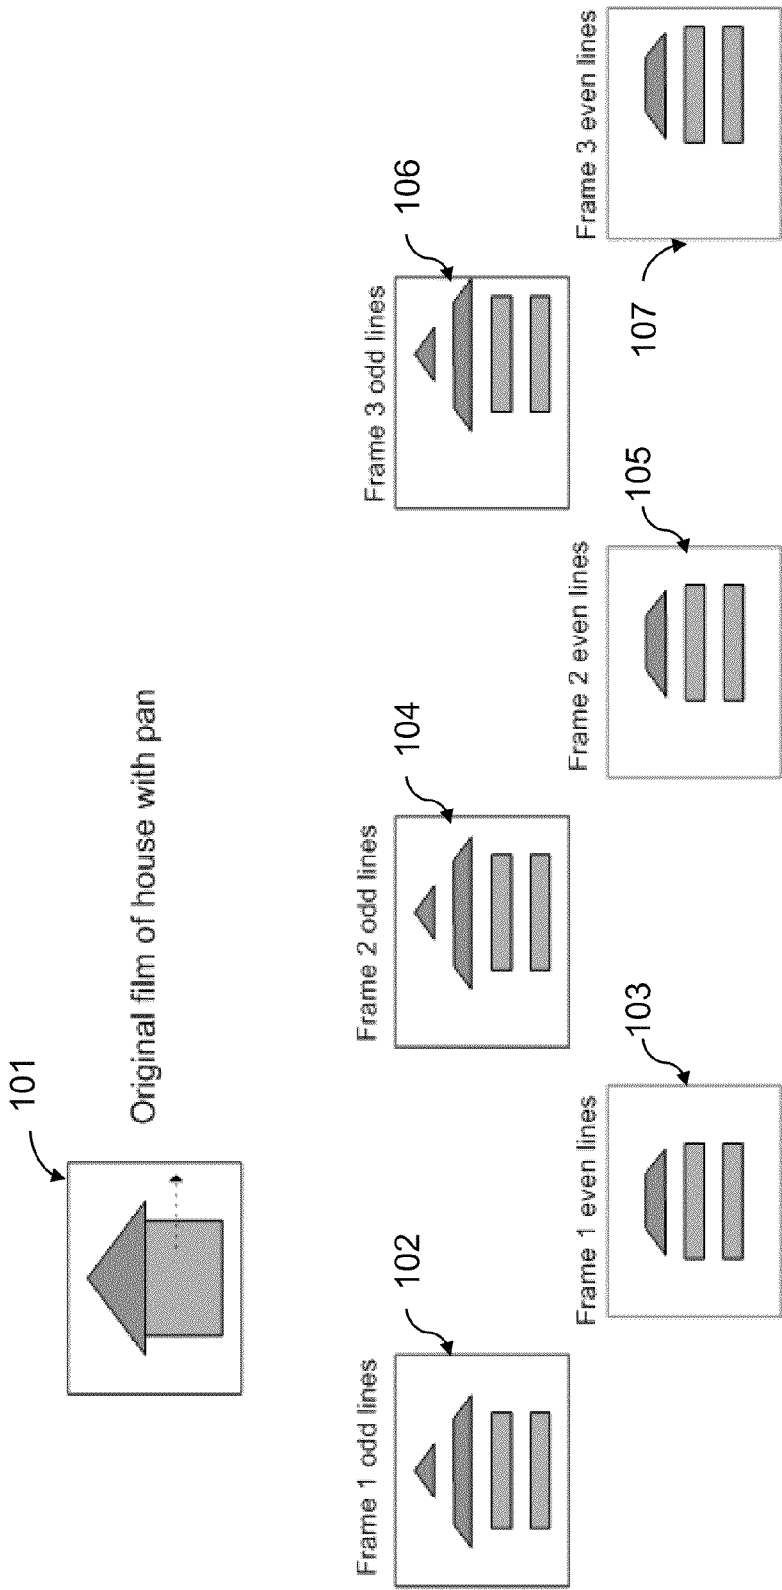 101
Original film of house with pan
Frame 1 odd lines
102
Frame 2 odd lines
104
Frame 3 odd lines
106
Frame 1 even lines
103
Frame 2 even lines
105
Frame 3 even lines
107